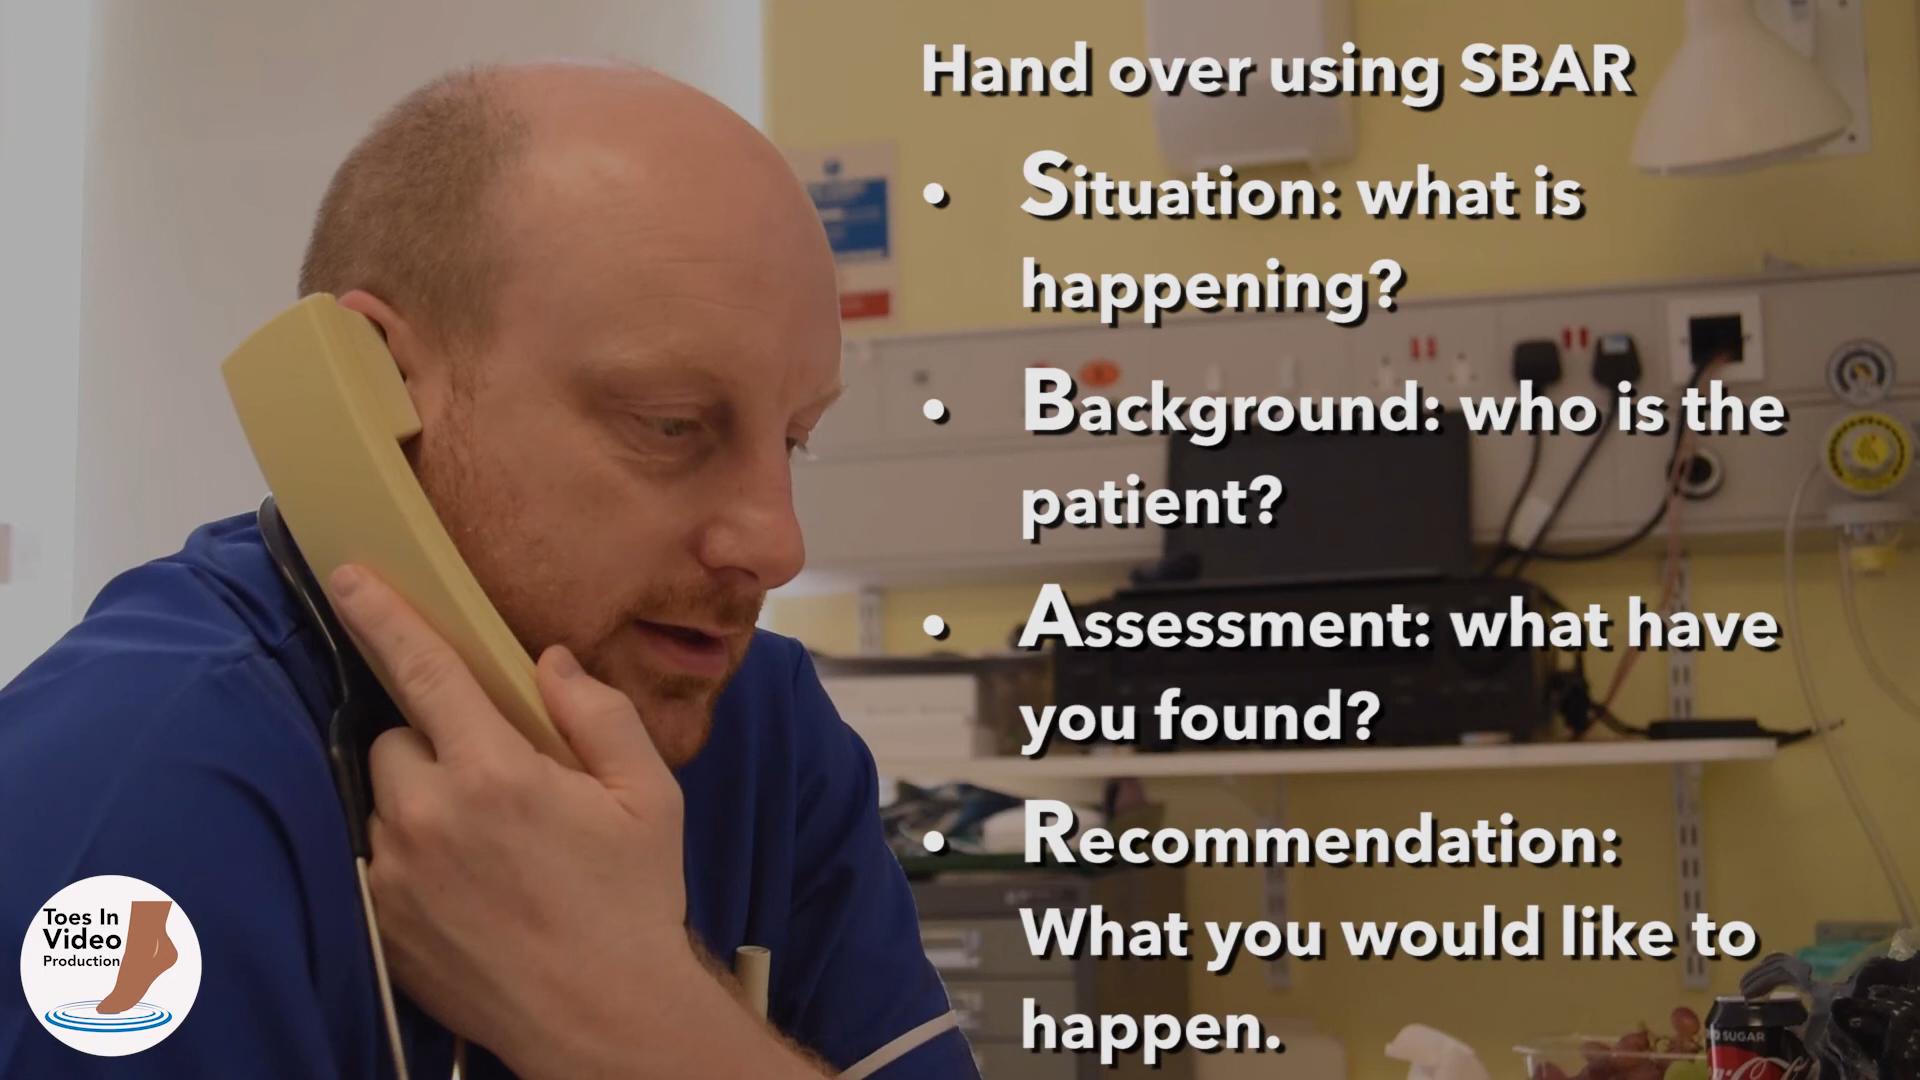 Hand over using SBAR
• Situation: what is
happening?
• Background: who is the
patient?
• Assessment: what have
you found?
• Recommendation:
What you would like to
happen.
Toes In
Video
Production
SUGAR